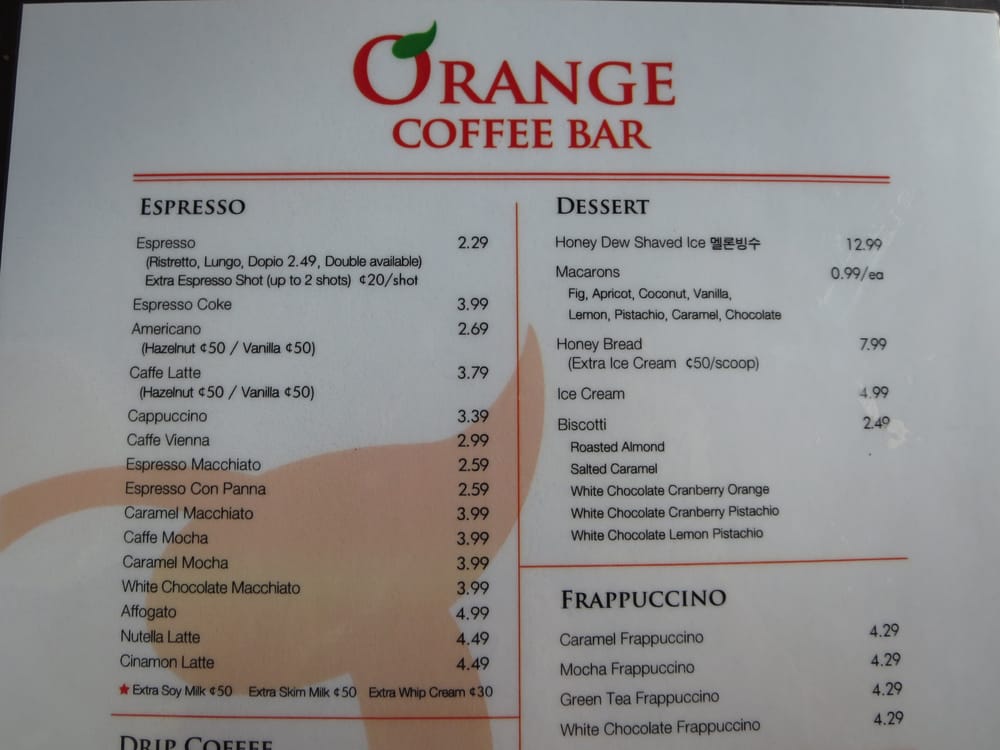 ORANGE
COFFEE BAR
ESPRESSO
Espresso 2.29
(Ristretto, Lungo, Dopio 2.49, Double available)
Extra Espresso Shot (up to 2 shots) ¢20/shot
Espresso Coke 3.99
Americano 2.69
(Hazelnut ¢50 / Vanilla ¢50)
Caffe Latte 3.79
(Hazelnut ¢50 / Vanilla ¢50)
Cappuccino 3.39
Caffe Vienna 2.99
Espresso Macchiato 2.59
Espresso Con Panna 2.59
Caramel Macchiato 3.99
Caffe Mocha 3.99
Caramel Mocha 3.99
White Chocolate Macchiato 3.99
Affogato 4.99
Nutella Latte 4.49
Cinamon Latte 4.49
★ Extra Soy Milk ¢50 Extra Skim Milk ¢50 Extra Whip Cream ¢30
DRIP COFFEE
DESSERT
Honey Dew Shaved Ice 멜론빙수 12.99
Macarons 0.99/ea
Fig, Apricot, Coconut, Vanilla,
Lemon, Pistachio, Caramel, Chocolate
Honey Bread 7.99
(Extra Ice Cream ¢50/scoop)
Ice Cream 4.99
Biscotti 2.49
Roasted Almond
Salted Caramel
White Chocolate Cranberry Orange
White Chocolate Cranberry Pistachio
White Chocolate Lemon Pistachio
FRAPPUCCINO
Caramel Frappuccino 4.29
Mocha Frappuccino 4.29
Green Tea Frappuccino 4.29
White Chocolate Frappuccino 4.29